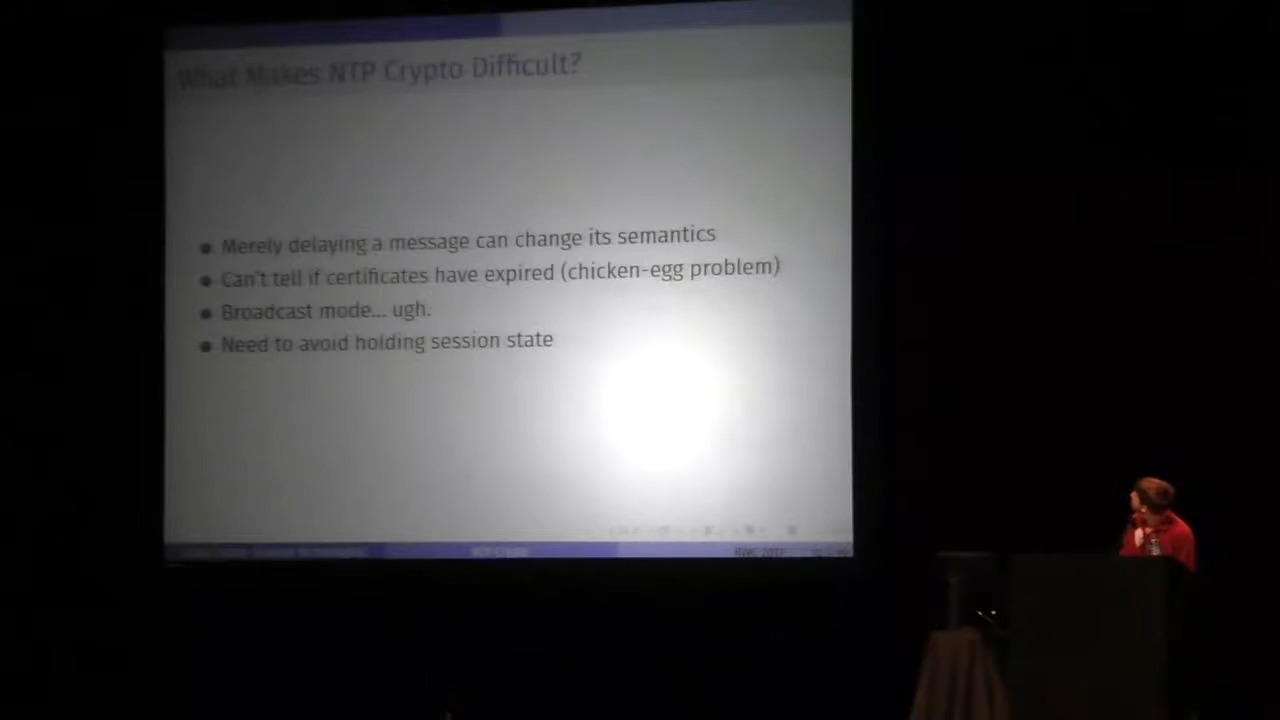 What Makes NTP Crypto Difficult?
Merely delaying a message can change its semantics
Can't tell if certificates have expired (chicken-egg problem)
Broadcast mode... ugh.
Need to avoid holding session state
2017